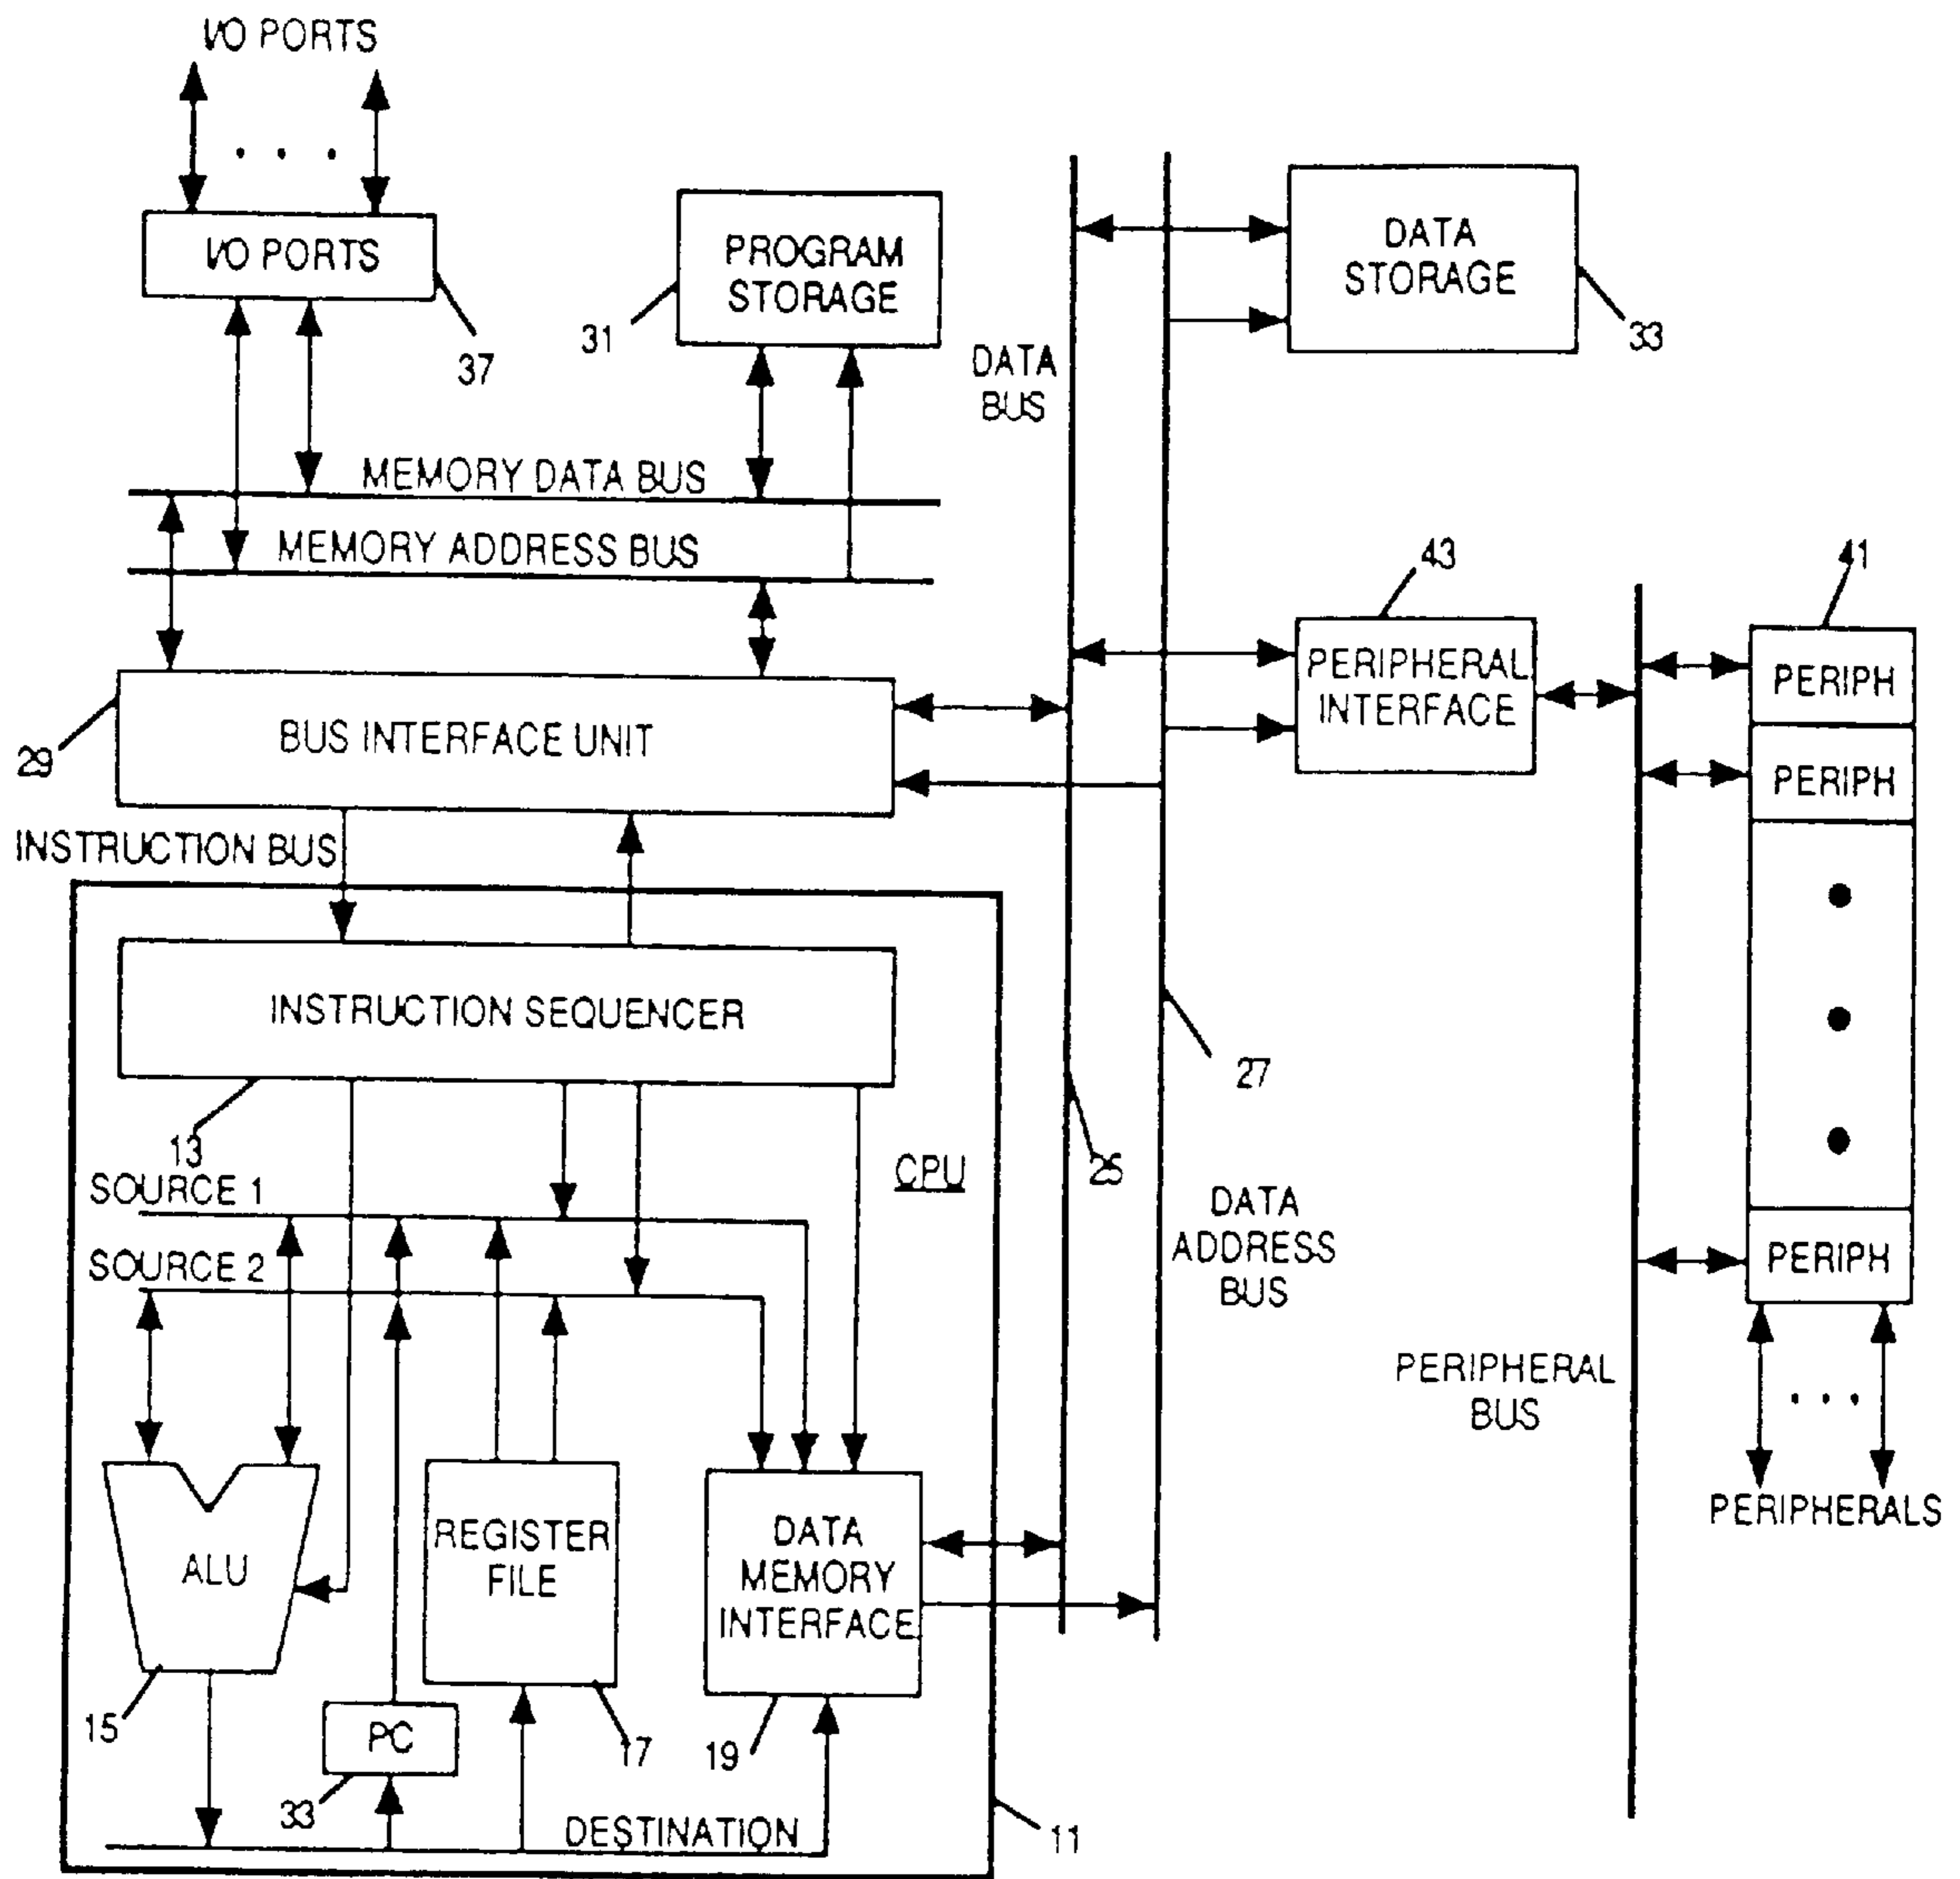 I/O PORTS
I/O PORTS
37
PROGRAM
STORAGE
31
DATA
STORAGE
33
DATA
BUS
MEMORY DATA BUS
MEMORY ADDRESS BUS
43
41
PERIPHERAL
INTERFACE
PERIPH
PERIPH
BUS INTERFACE UNIT
29
INSTRUCTION BUS
INSTRUCTION SEQUENCER
13
27
25
CPU
SOURCE 1
SOURCE 2
DATA
ADDRESS
BUS
PERIPH
PERIPHERAL
BUS
PERIPHERALS
ALU
REGISTER
FILE
DATA
MEMORY
INTERFACE
15
PC
17
19
33
DESTINATION
11